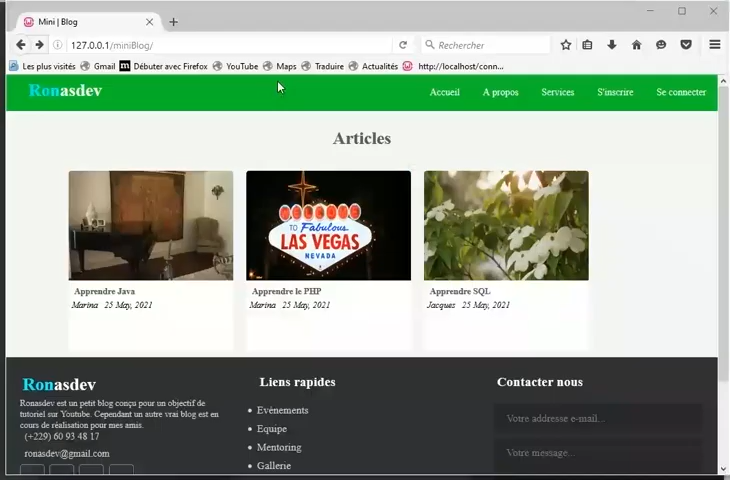 Mini | Blog
127.0.0.1/miniBlog/
Rechercher
Les plus visités Gmail Débuter avec Firefox YouTube Maps Traduire Actualités http://localhost/conn...
Ronasdev
Accueil A propos Services S'inscrire Se connecter
Articles
TO Fabulous
LAS VEGAS
NEVADA
Apprendre Java
Marina 25 May, 2021
Apprendre le PHP
Marina 25 May, 2021
Apprendre SQL
Jacques 25 May, 2021
Ronasdev
Ronasdev est un petit blog conçu pour un objectif de
tutoriel sur Youtube. Cependant un autre vrai blog est en
cours de réalisation pour mes amis.
(+229) 60 93 48 17
ronasdev@gmail.com
Liens rapides
Evénements
Equipe
Mentoring
Gallerie
Contacter nous
Votre addresse e-mail...
Votre message...